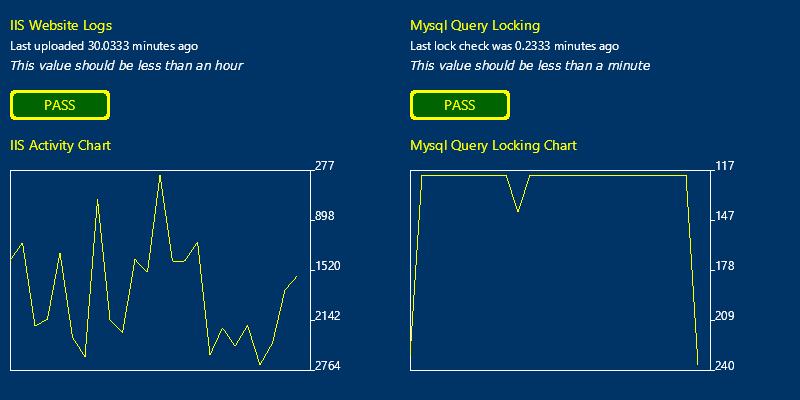 IIS Website Logs
Last uploaded 30.0333 minutes ago
This value should be less than an hour
PASS
IIS Activity Chart
277
898
1520
2142
2764
Mysql Query Locking
Last lock check was 0.2333 minutes ago
This value should be less than a minute
PASS
Mysql Query Locking Chart
117
147
178
209
240